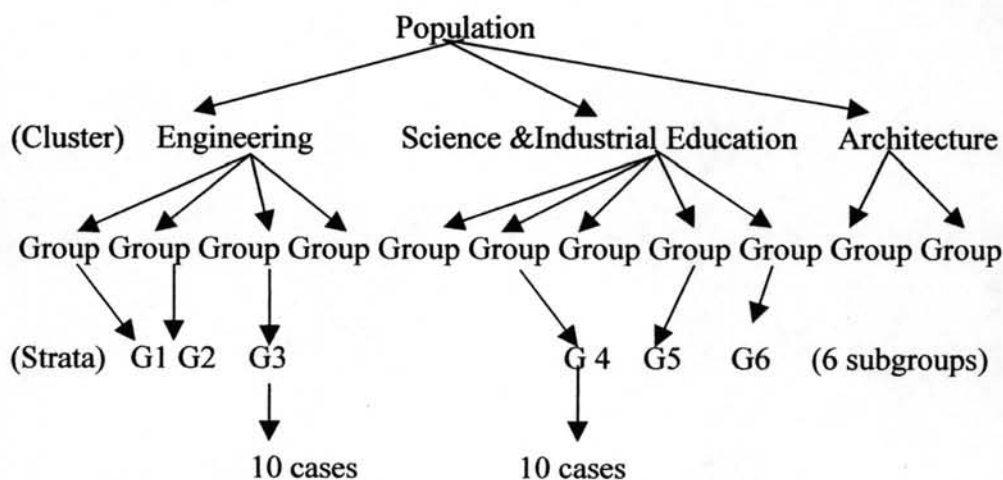 Population
(Cluster) Engineering Science &Industrial Education Architecture
Group Group Group Group Group Group Group Group Group Group Group
(Strata) G1 G2 G3 G 4 G5 G6 (6 subgroups)
10 cases 10 cases